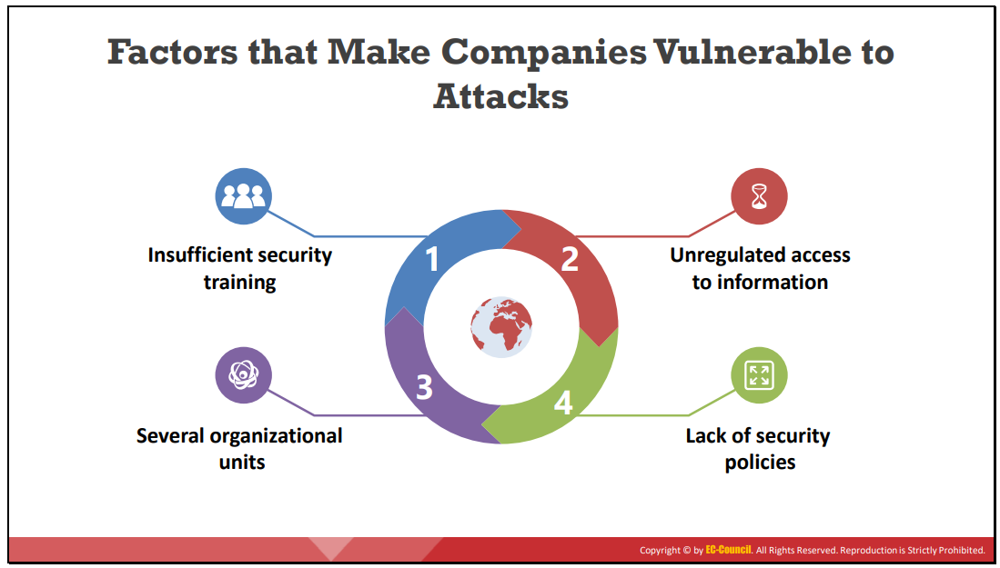 Factors that Make Companies Vulnerable to
Attacks
1
Insufficient security
training
2
Unregulated access
to information
3
Several organizational
units
4
Lack of security
policies
Copyright © by EC-Council. All Rights Reserved. Reproduction is Strictly Prohibited.